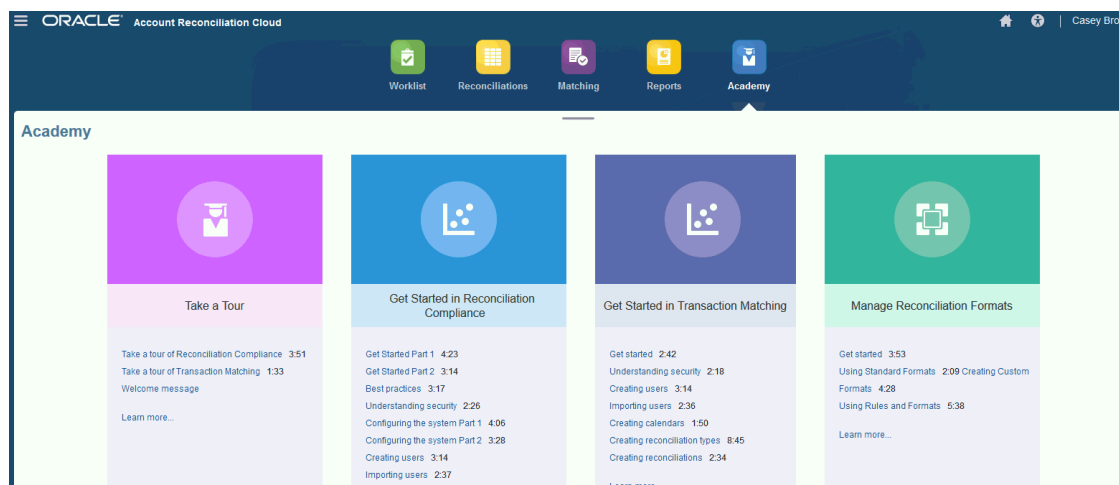 ORACLE Account Reconciliation Cloud
Casey Bro
Worklist
Reconciliations
Matching
Reports
Academy
Academy
Take a Tour
Take a tour of Reconciliation Compliance 3:51
Take a tour of Transaction Matching 1:33
Welcome message
Learn more...
Get Started in Reconciliation
Compliance
Get Started Part 1 4:23
Get Started Part 2 3:14
Best practices 3:17
Understanding security 2:26
Configuring the system Part 1 4:06
Configuring the system Part 2 3:28
Creating users 3:14
Importing users 2:37
Get Started in Transaction Matching
Get started 2:42
Understanding security 2:18
Creating users 3:14
Importing users 2:36
Creating calendars 1:50
Creating reconciliation types 8:45
Creating reconciliations 2:34
Manage Reconciliation Formats
Get started 3:53
Using Standard Formats 2:09 Creating Custom
Formats 4:28
Using Rules and Formats 5:38
Learn more...